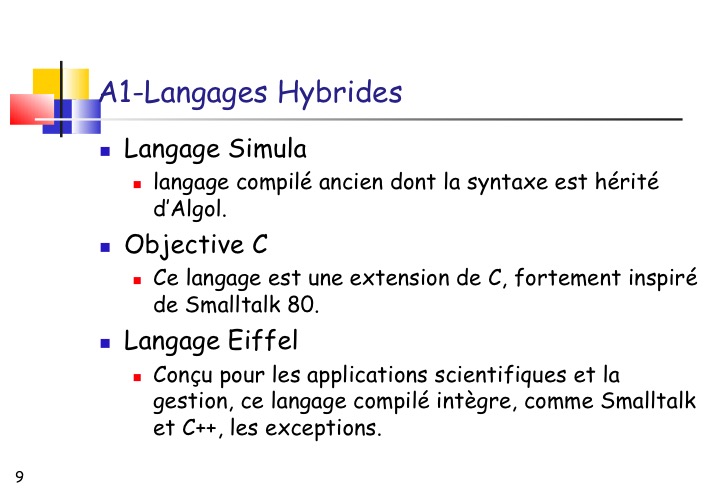 A1-Langages Hybrides
Langage Simula
langage compilé ancien dont la syntaxe est hérité
d’Algol.
Objective C
Ce langage est une extension de C, fortement inspiré
de Smalltalk 80.
Langage Eiffel
Conçu pour les applications scientifiques et la
gestion, ce langage compilé intègre, comme Smalltalk
et C++, les exceptions.
9